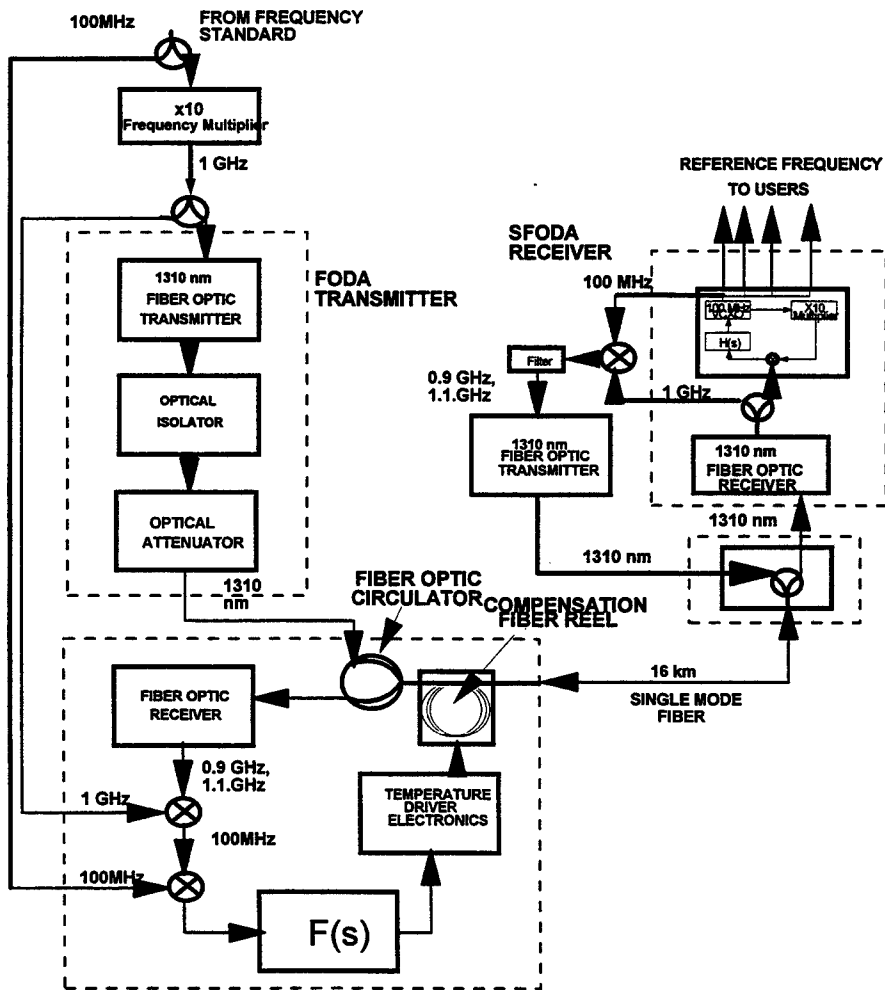 100MHz
FROM FREQUENCY
STANDARD
x10
Frequency Multiplier
1 GHz
REFERENCE FREQUENCY
TO USERS
SFODA
RECEIVER
FODA
TRANSMITTER
1310 nm
FIBER OPTIC
TRANSMITTER
OPTICAL
ISOLATOR
OPTICAL
ATTENUATOR
1310
nm
100 MHz
100 MHz
X10
Multiplier
H(s)
Filter
0.9 GHz,
1.1.GHz
1 GHz
1310 nm
FIBER OPTIC
TRANSMITTER
1310 nm
FIBER OPTIC
RECEIVER
1310 nm
1310 nm
FIBER OPTIC
CIRCULATOR
COMPENSATION
FIBER REEL
16 km
SINGLE MODE
FIBER
FIBER OPTIC
RECEIVER
0.9 GHz,
1.1.GHz
1 GHz
100MHz
100MHz
TEMPERATURE
DRIVER
ELECTRONICS
F(s)